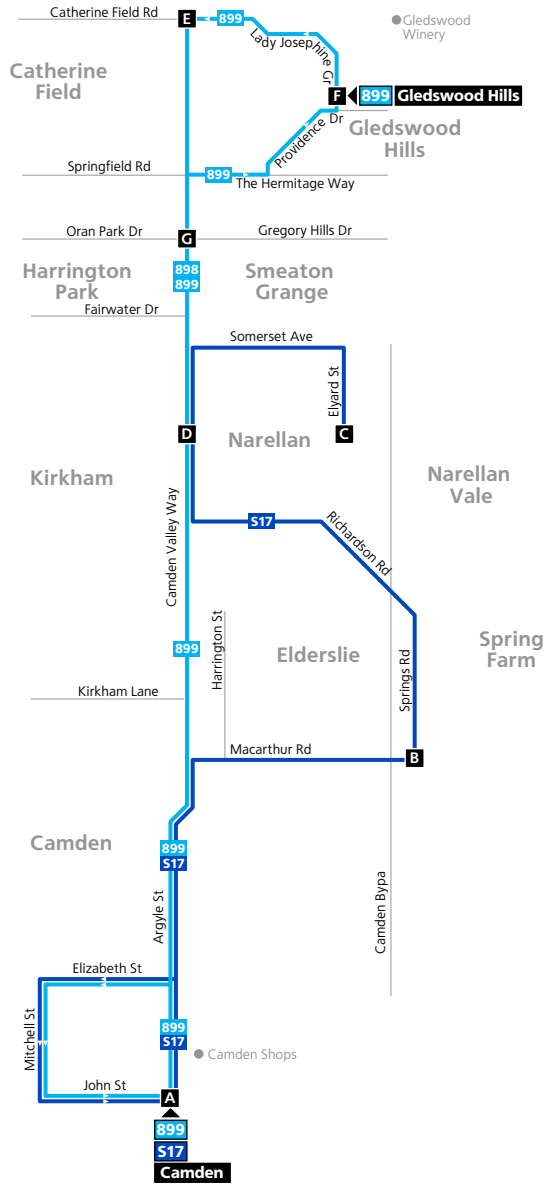 Catherine Field Rd
E
899
Gledswood
Winery
Lady Josephine Gr
Catherine
Field
F
899
Gledswood Hills
Providence Dr
Gledswood
Hills
Springfield Rd
899
The Hermitage Way
Oran Park Dr
G
Gregory Hills Dr
Harrington
Park
898
899
Smeaton
Grange
Fairwater Dr
Somerset Ave
Elyard St
D
Narellan
C
Kirkham
Narellan
Vale
Camden Valley Way
S17
Richardson Rd
899
Harrington St
Elderslie
Spring
Farm
Springs Rd
Kirkham Lane
Macarthur Rd
B
Camden
899
S17
Argyle St
Camden Bypa
Elizabeth St
Mitchell St
899
S17
Camden Shops
John St
A
899
S17
Camden